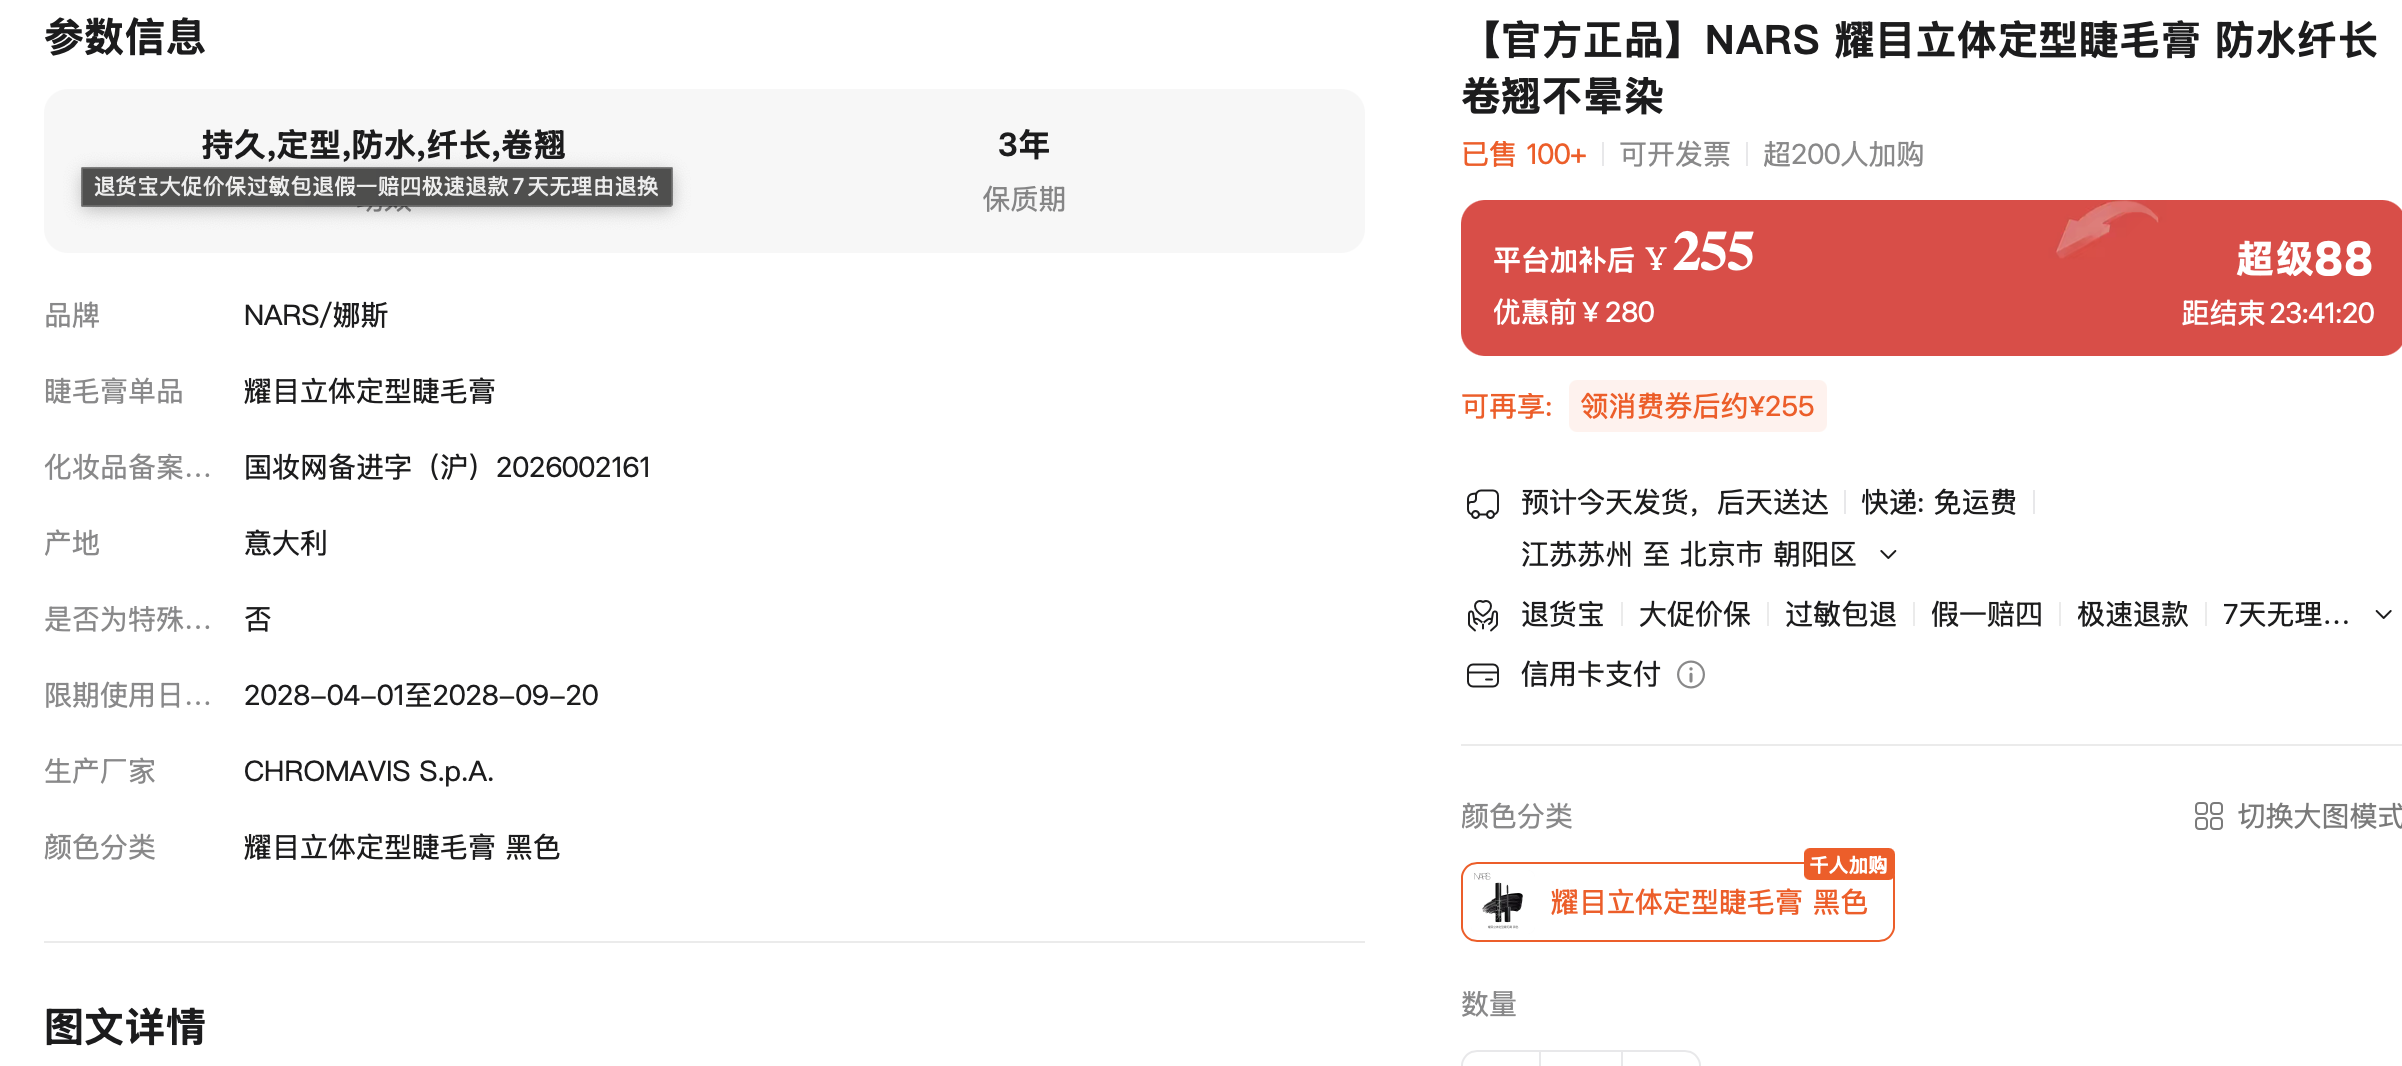 参数信息
持久,定型,防水,纤长,卷翘
退货宝大促价保过敏包退假一赔四极速退款7天无理由退换
3年
保质期
品牌 NARS/娜斯
睫毛膏单品 耀目立体定型睫毛膏
化妆品备案… 国妆网备进字（沪）2026002161
产地 意大利
是否为特殊… 否
限期使用日… 2028-04-01至2028-09-20
生产厂家 CHROMAVIS S.p.A.
颜色分类 耀目立体定型睫毛膏 黑色
图文详情
【官方正品】NARS 耀目立体定型睫毛膏 防水纤长
卷翘不晕染
已售 100+ 可开发票 超200人加购
平台加补后 ¥255
优惠前¥280
超级88
距结束23:41:20
可再享: 领消费券后约¥255
预计今天发货，后天送达 快递: 免运费
江苏苏州 至 北京市 朝阳区
退货宝 大促价保 过敏包退 假一赔四 极速退款 7天无理…
信用卡支付
颜色分类
切换大图模式
千人加购
NARS
耀目立体定型睫毛膏 黑色
数量